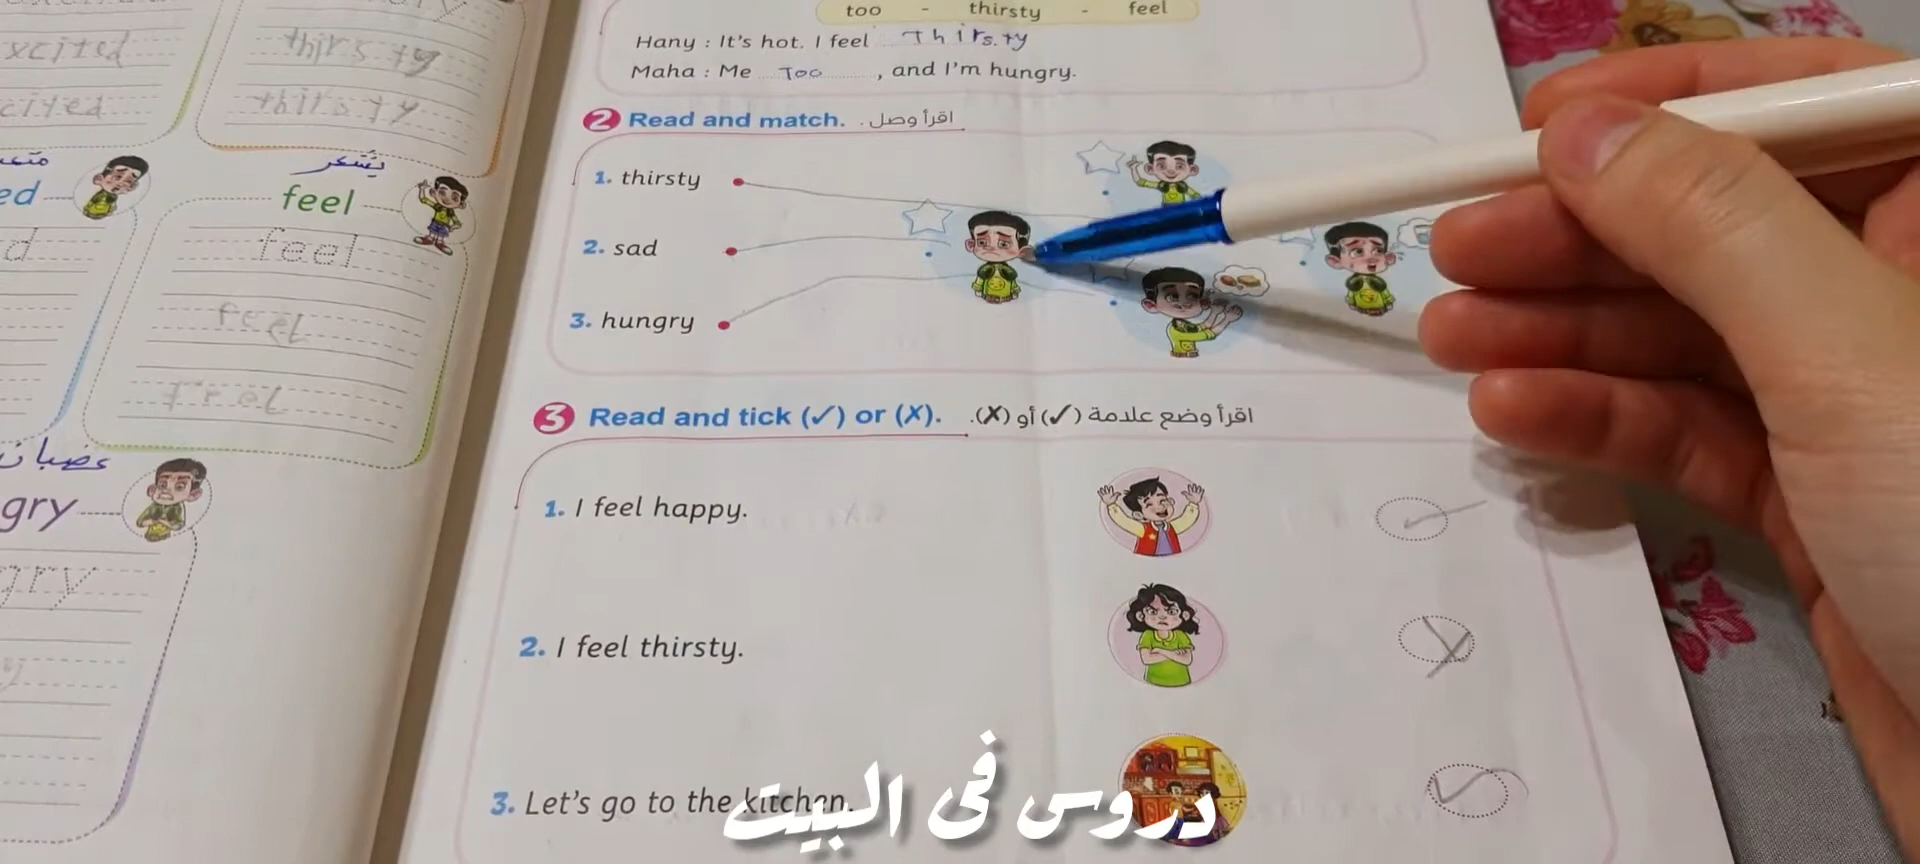 xcited
cited
thirsty
thirsty
يشعر
feel
feel
feel
feel
ed
d
عضبان
gry
gry
too - thirsty - feel
Hany : It's hot. I feel Thirsty
Maha : Me Too, and I'm hungry.
2 Read and match. اقرأ وصل.
1. thirsty
2. sad
3. hungry
3 Read and tick (✓) or (X). اقرأ وضع علامة (✓) أو (X).
1. I feel happy. ✓
2. I feel thirsty. X
3. Let's go to the kitchen. ✓
دروس فى البيت